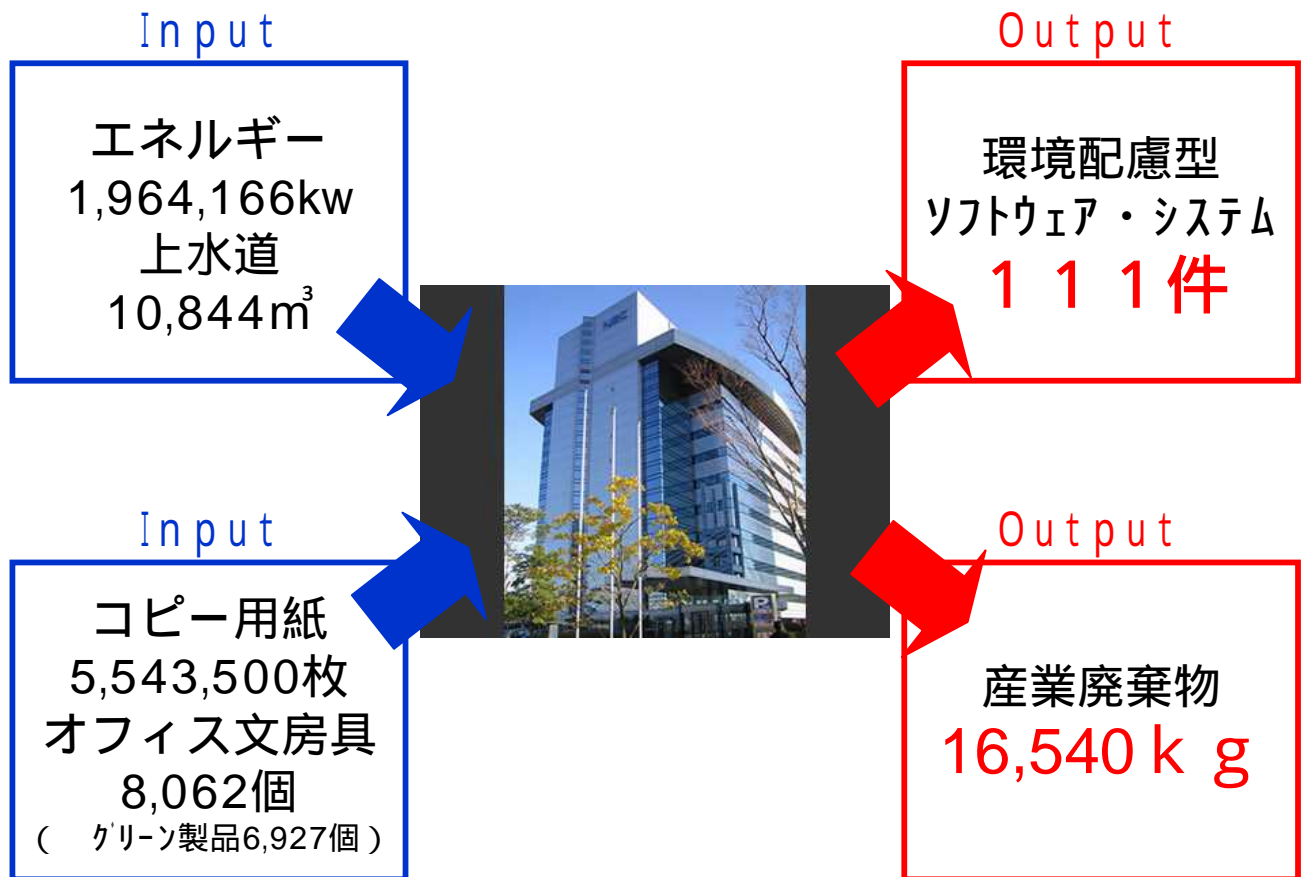 Input
エネルギー
1,964,166kw
上水道
10,844㎥
Input
コピー用紙
5,543,500枚
オフィス文房具
8,062個
( ｸﾞﾘｰﾝ製品6,927個)
NEC
P
Output
環境配慮型
ｿﾌﾄｳｪｱ・ｼｽﾃﾑ
１１１件
Output
産業廃棄物
16,540ｋｇ